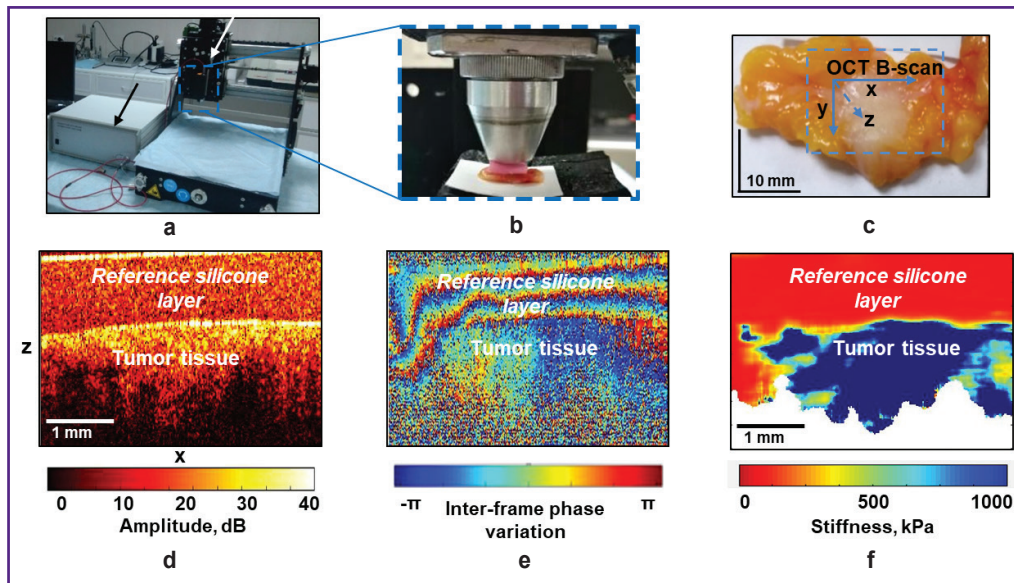 a
b
OCT B-scan
x
y
z
10 mm
c
Reference silicone
layer
Tumor tissue
z
1 mm
x
0 10 20 30 40
Amplitude, dB
d
Reference silicone
layer
Tumor tissue
-π π
Inter-frame phase
variation
e
Reference silicone
layer
Tumor tissue
1 mm
0 500 1000
Stiffness, kPa
f